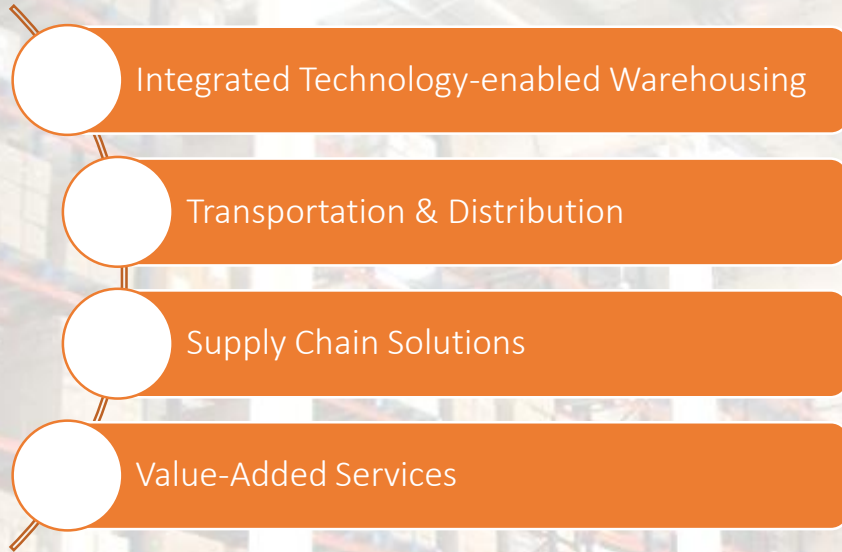 Integrated Technology-enabled Warehousing
Transportation & Distribution
Supply Chain Solutions
Value-Added Services